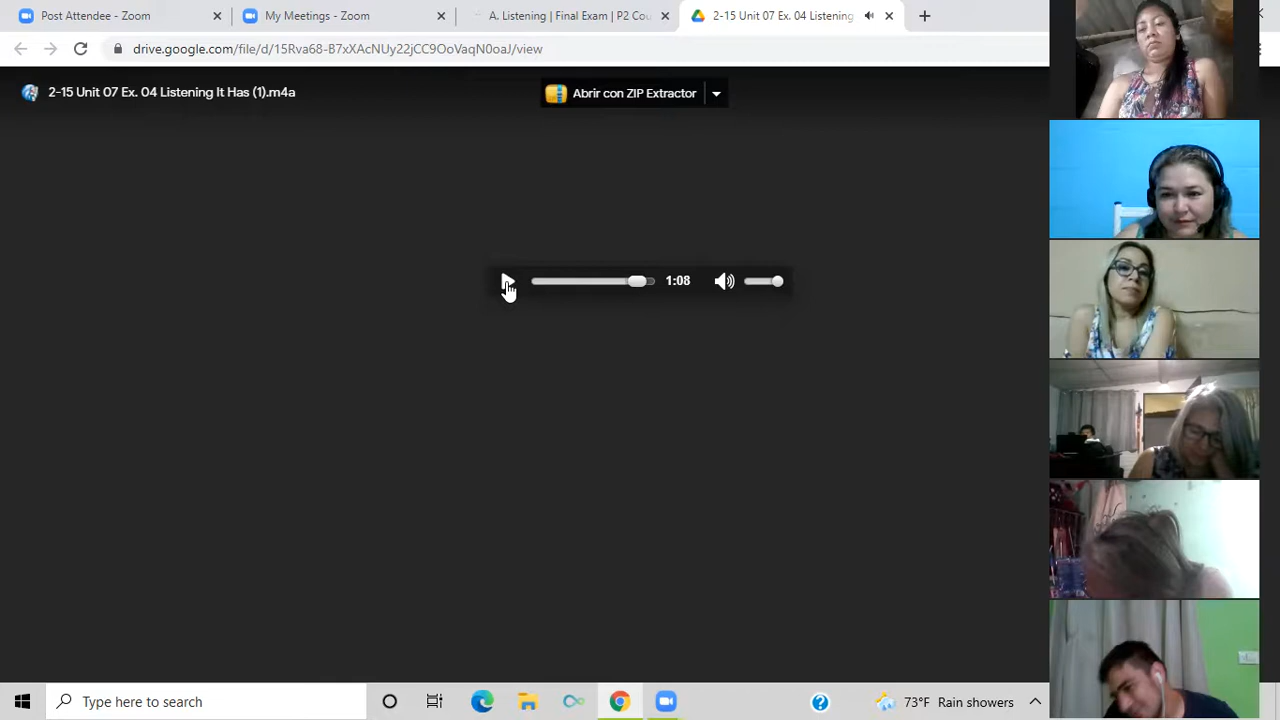 Post Attendee - Zoom
My Meetings - Zoom
A. Listening | Final Exam | P2 Cou
2-15 Unit 07 Ex. 04 Listening
drive.google.com/file/d/15Rva68-B7xXAcNUy22jCC9OoVaqN0oaJ/view
2-15 Unit 07 Ex. 04 Listening It Has (1).m4a
Abrir con ZIP Extractor
1:08
Type here to search
73°F Rain showers